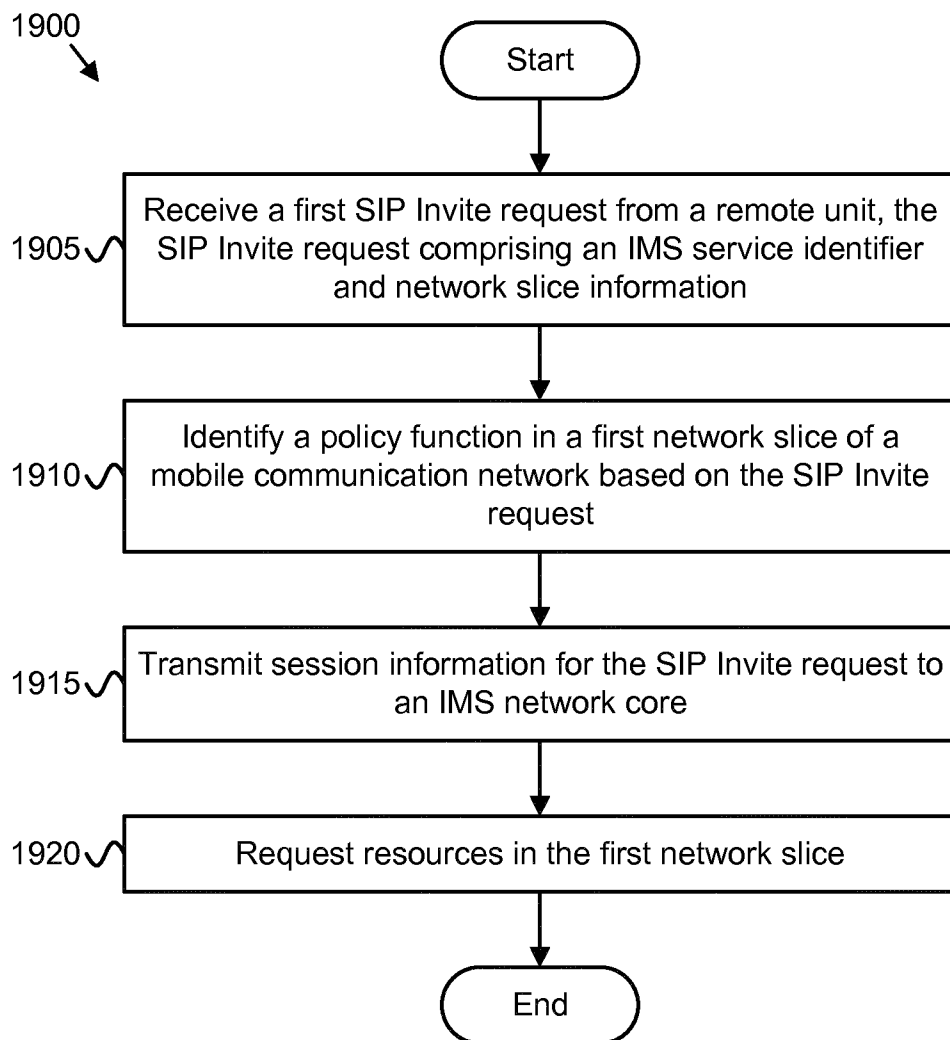 1900
Start
1905
Receive a first SIP Invite request from a remote unit, the
SIP Invite request comprising an IMS service identifier
and network slice information
1910
Identify a policy function in a first network slice of a
mobile communication network based on the SIP Invite
request
1915
Transmit session information for the SIP Invite request to
an IMS network core
1920
Request resources in the first network slice
End